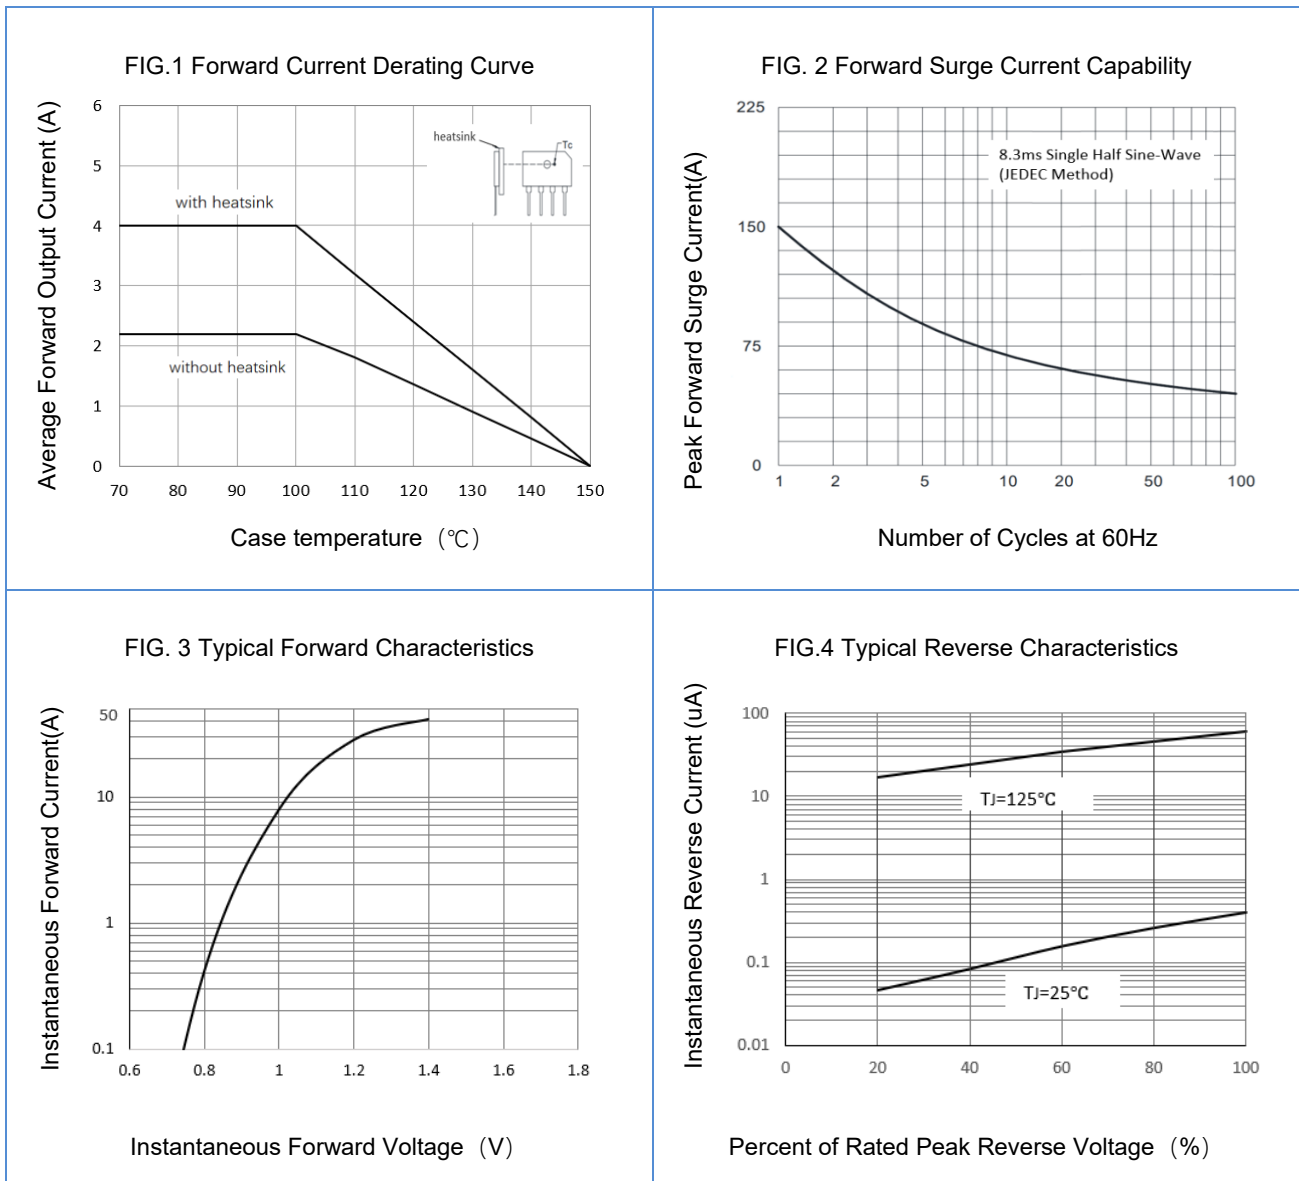 FIG.1 Forward Current Derating Curve
Average Forward Output Current (A)
6
5
4
3
2
1
0
with heatsink
without heatsink
heatsink
Tc
70 80 90 100 110 120 130 140 150
Case temperature（℃）
FIG. 2 Forward Surge Current Capability
Peak Forward Surge Current(A)
225
150
75
0
8.3ms Single Half Sine-Wave
(JEDEC Method)
1 2 5 10 20 50 100
Number of Cycles at 60Hz
FIG. 3 Typical Forward Characteristics
Instantaneous Forward Current(A)
50
10
1
0.1
0.6 0.8 1 1.2 1.4 1.6 1.8
Instantaneous Forward Voltage（V）
FIG.4 Typical Reverse Characteristics
Instantaneous Reverse Current (uA)
100
10
1
0.1
0.01
TJ=125℃
TJ=25℃
0 20 40 60 80 100
Percent of Rated Peak Reverse Voltage（%）